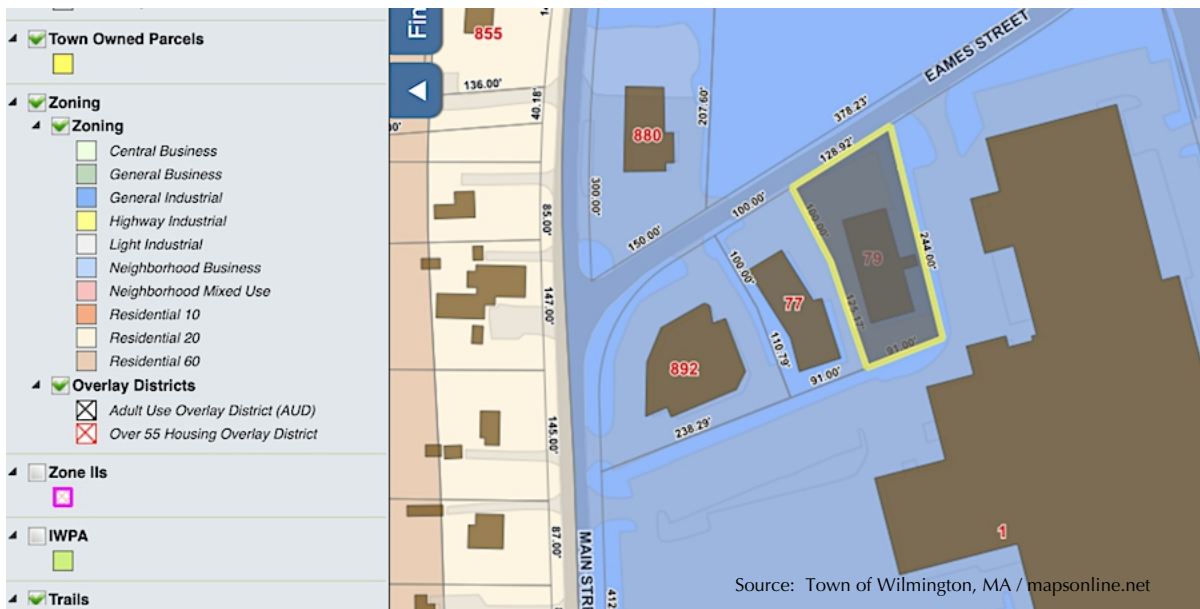 Town Owned Parcels
Zoning
Zoning
Central Business
General Business
General Industrial
Highway Industrial
Light Industrial
Neighborhood Business
Neighborhood Mixed Use
Residential 10
Residential 20
Residential 60
Overlay Districts
Adult Use Overlay District (AUD)
Over 55 Housing Overlay District
Zone IIs
IWPA
Trails
Fin
855
136.00'
40.18'
880
207.60'
300.00'
EAMES STREET
378.23'
128.92'
100.00'
150.00'
85.00'
100.00'
100.00'
79
244.00'
147.00'
77
125.17'
110.79'
91.00'
91.00'
892
238.29'
145.00'
87.00'
MAIN STRE
412
1
Source: Town of Wilmington, MA / mapsonline.net